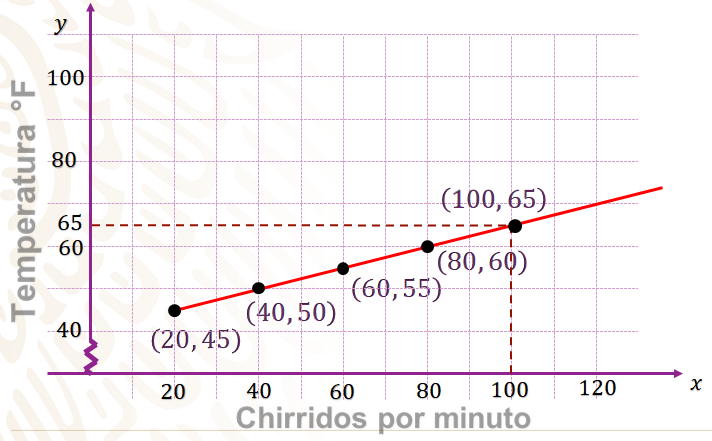 y
Temperatura °F
100
80
65
60
40
(100, 65)
(80, 60)
(60, 55)
(40, 50)
(20, 45)
20 40 60 80 100 120 x
Chirridos por minuto